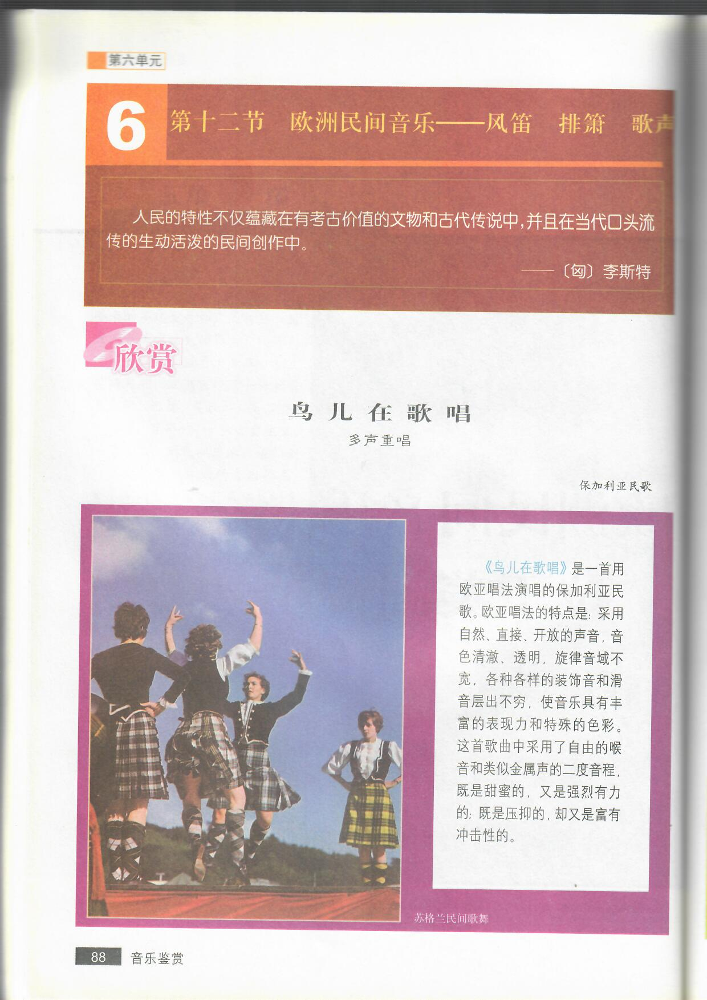 第六单元
6
第十二节　欧洲民间音乐——风笛　排箫　歌声
人民的特性不仅蕴藏在有考古价值的文物和古代传说中，并且在当代口头流
传的生动活泼的民间创作中。
——〔匈〕李斯特
欣赏
鸟儿在歌唱
多声重唱
保加利亚民歌
《鸟儿在歌唱》是一首用
欧亚唱法演唱的保加利亚民
歌。欧亚唱法的特点是：采用
自然、直接、开放的声音，音
色清澈、透明，旋律音域不
宽，各种各样的装饰音和滑
音层出不穷，使音乐具有丰
富的表现力和特殊的色彩。
这首歌曲中采用了自由的喉
音和类似金属声的二度音程，
既是甜蜜的，又是强烈有力
的；既是压抑的，却又是富有
冲击性的。
苏格兰民间歌舞
88 音乐鉴赏